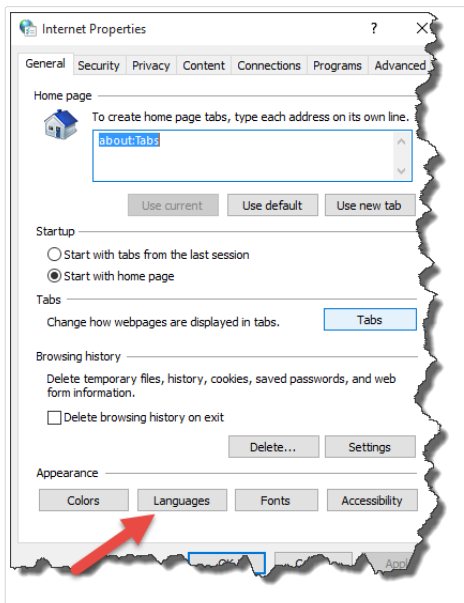 Internet Properties ? ×
General Security Privacy Content Connections Programs Advanced
Home page
To create home page tabs, type each address on its own line.
about:Tabs
Use current Use default Use new tab
Startup
Start with tabs from the last session
Start with home page
Tabs
Change how webpages are displayed in tabs. Tabs
Browsing history
Delete temporary files, history, cookies, saved passwords, and web
form information.
Delete browsing history on exit
Delete... Settings
Appearance
Colors Languages Fonts Accessibility